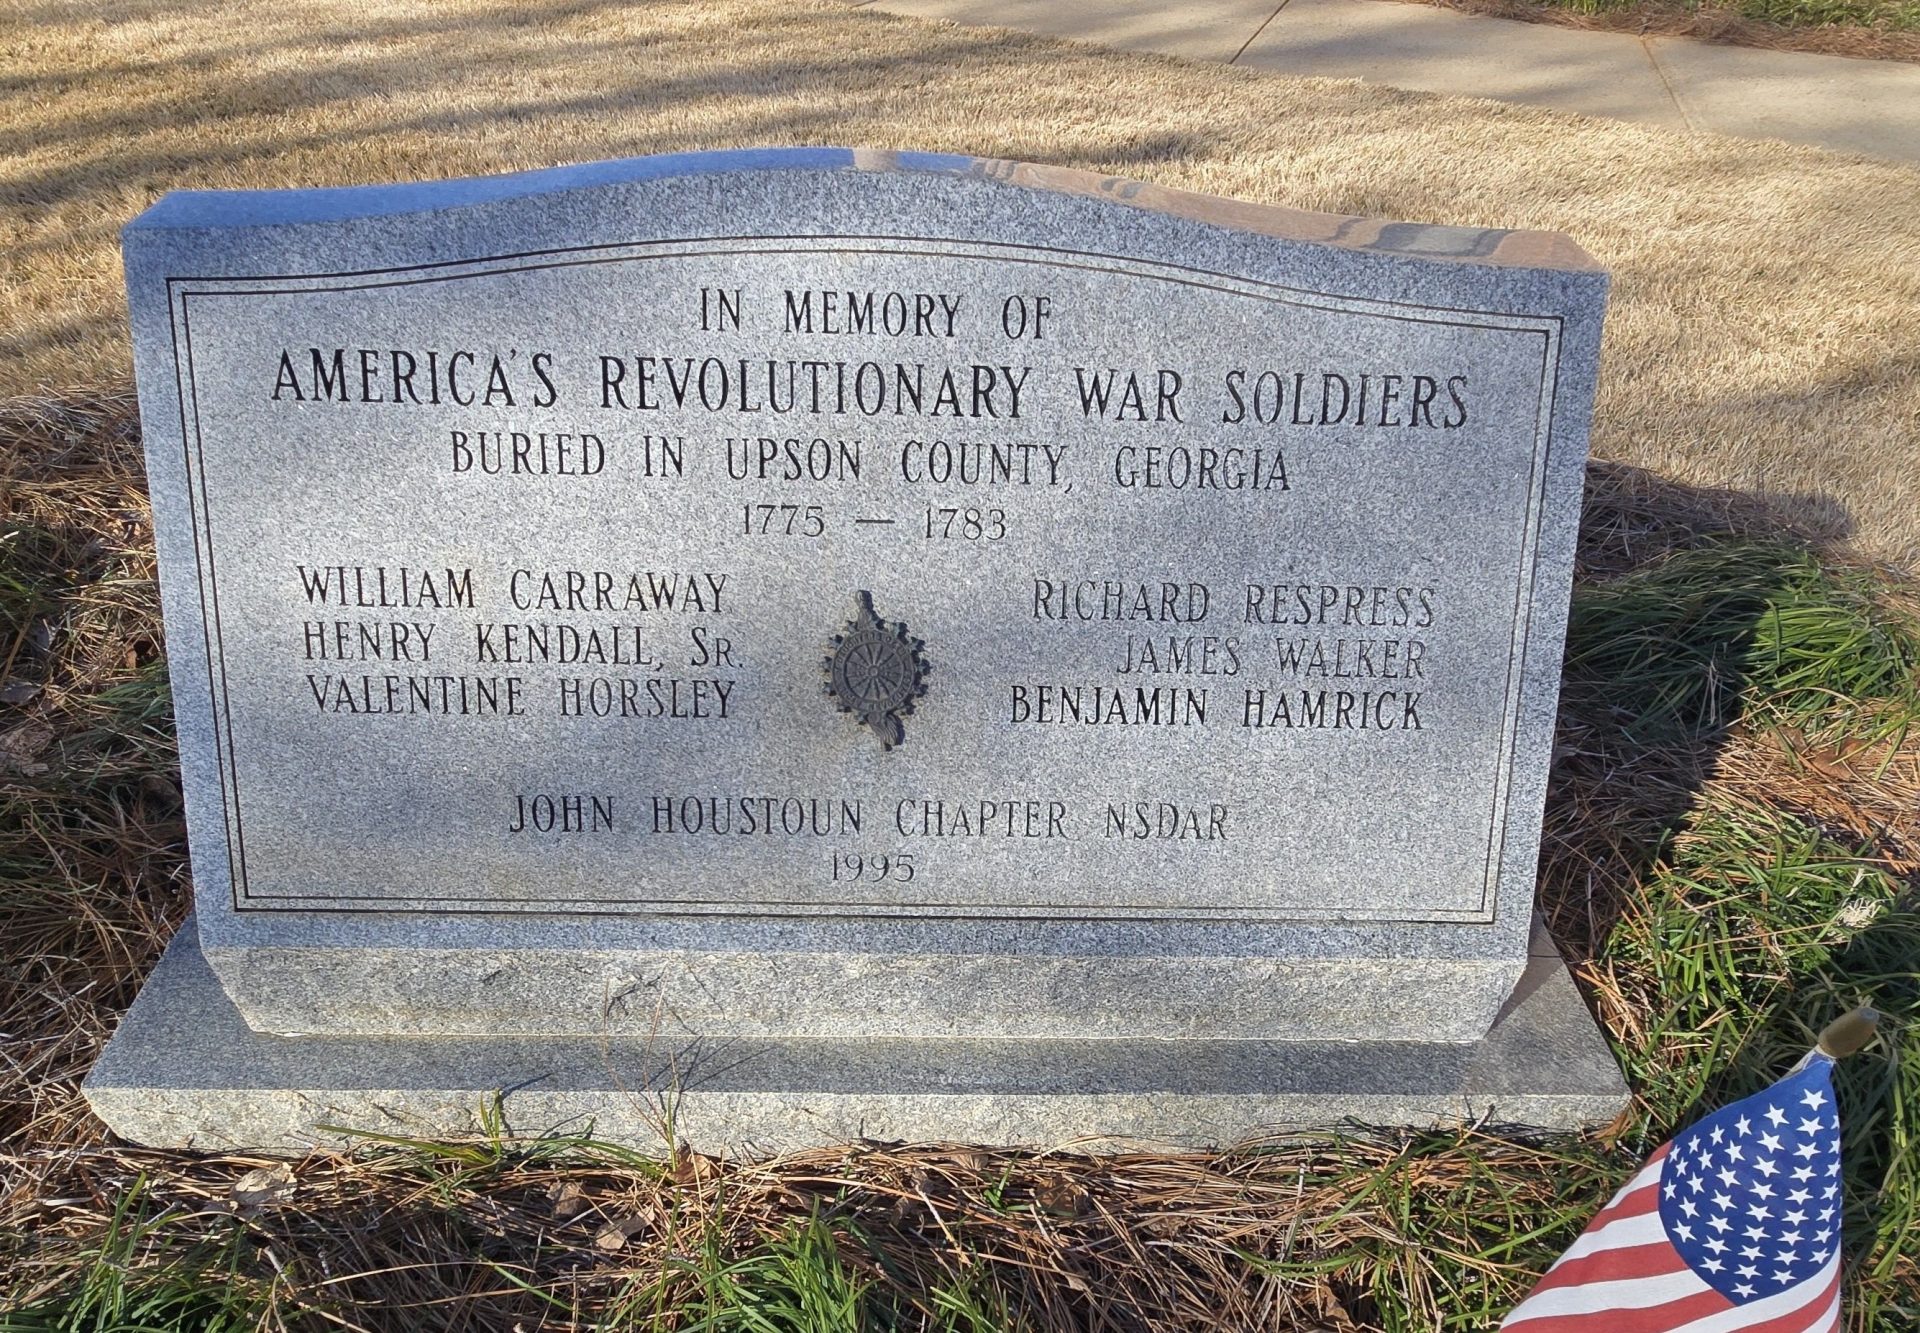 IN MEMORY OF
AMERICA'S REVOLUTIONARY WAR SOLDIERS
BURIED IN UPSON COUNTY, GEORGIA
1775 — 1783
WILLIAM CARRAWAY
HENRY KENDALL, SR.
VALENTINE HORSLEY
RICHARD RESPRESS
JAMES WALKER
BENJAMIN HAMRICK
JOHN HOUSTOUN CHAPTER NSDAR
1995